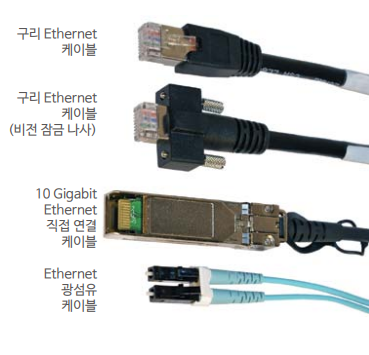 구리 Ethernet
케이블
구리 Ethernet
케이블
(비전 잠금 나사)
10 Gigabit
Ethernet
직접 연결
케이블
Ethernet
광섬유
케이블